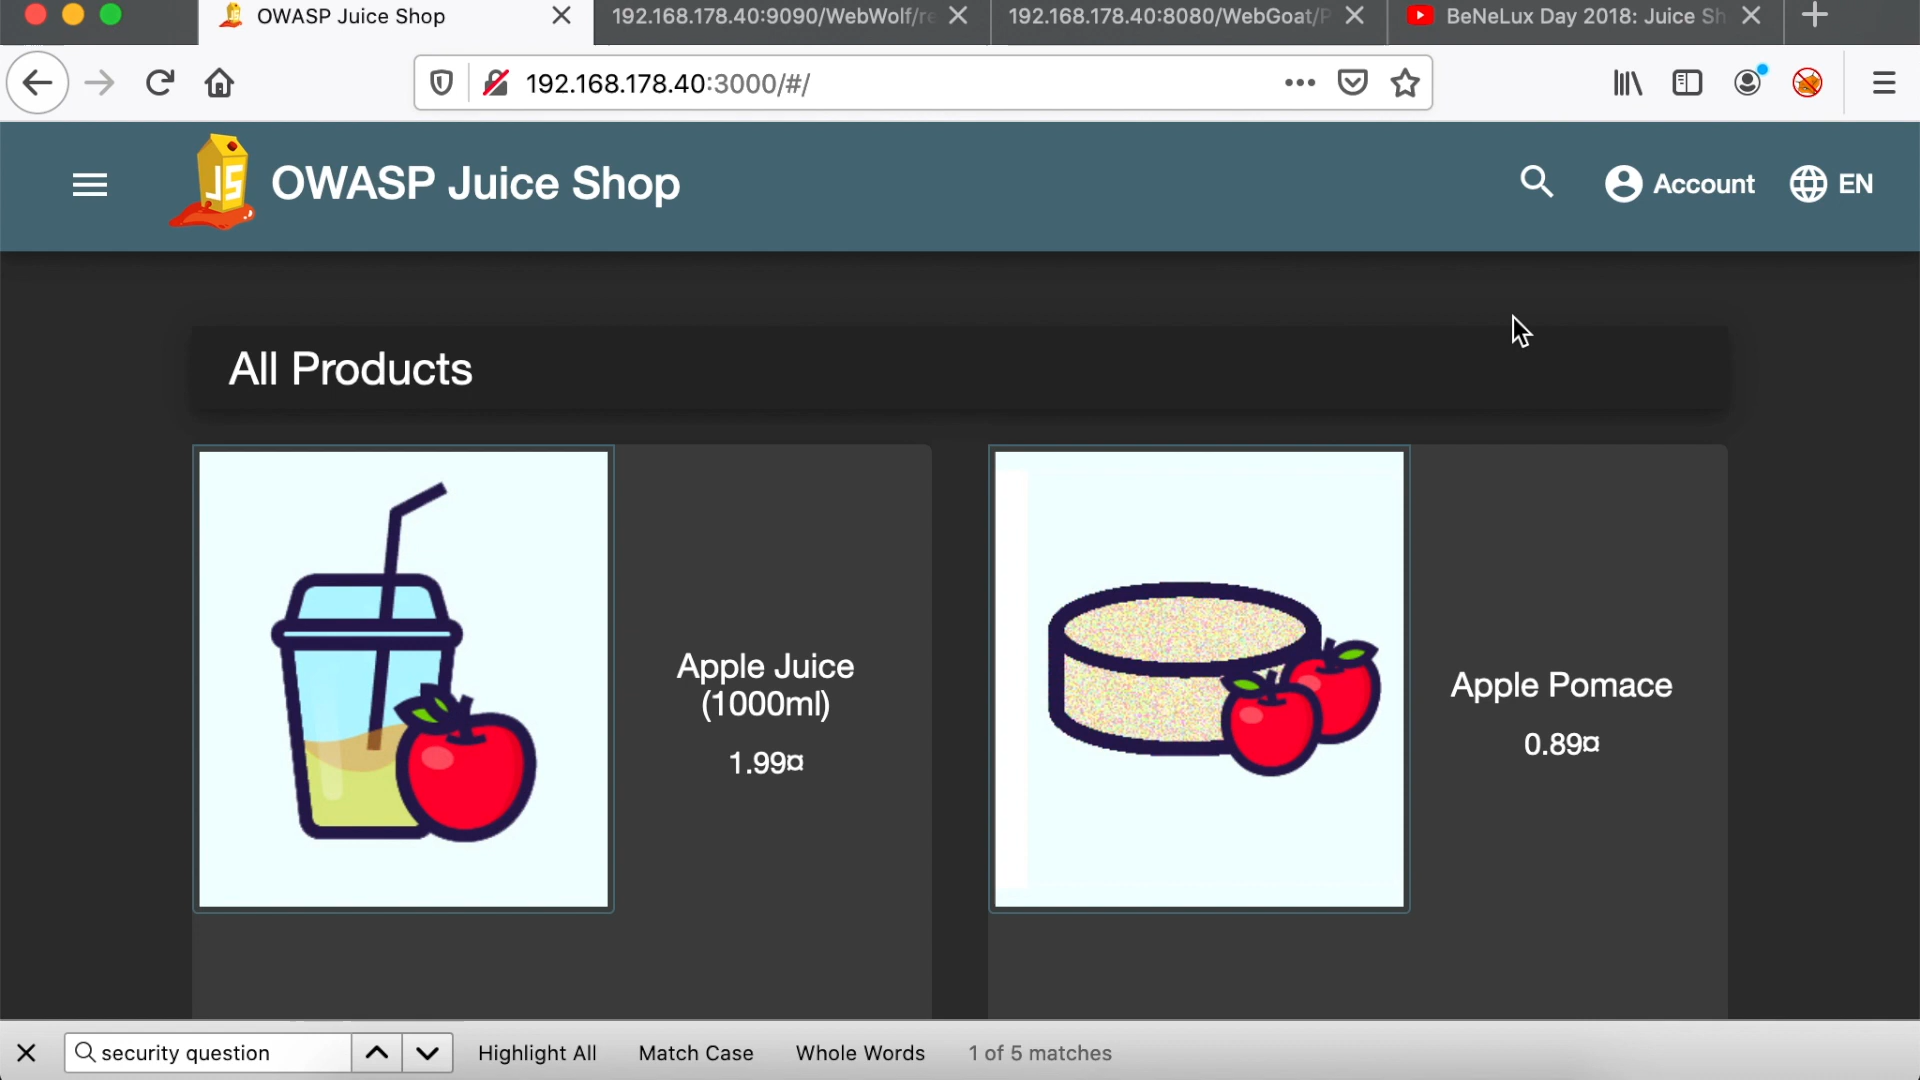 OWASP Juice Shop
192.168.178.40:9090/WebWolf/re
192.168.178.40:8080/WebGoat/P
BeNeLux Day 2018: Juice Sh
192.168.178.40:3000/#/
JS
OWASP Juice Shop
Account
EN
All Products
Apple Juice
(1000ml)
1.99¤
Apple Pomace
0.89¤
security question
Highlight All
Match Case
Whole Words
1 of 5 matches